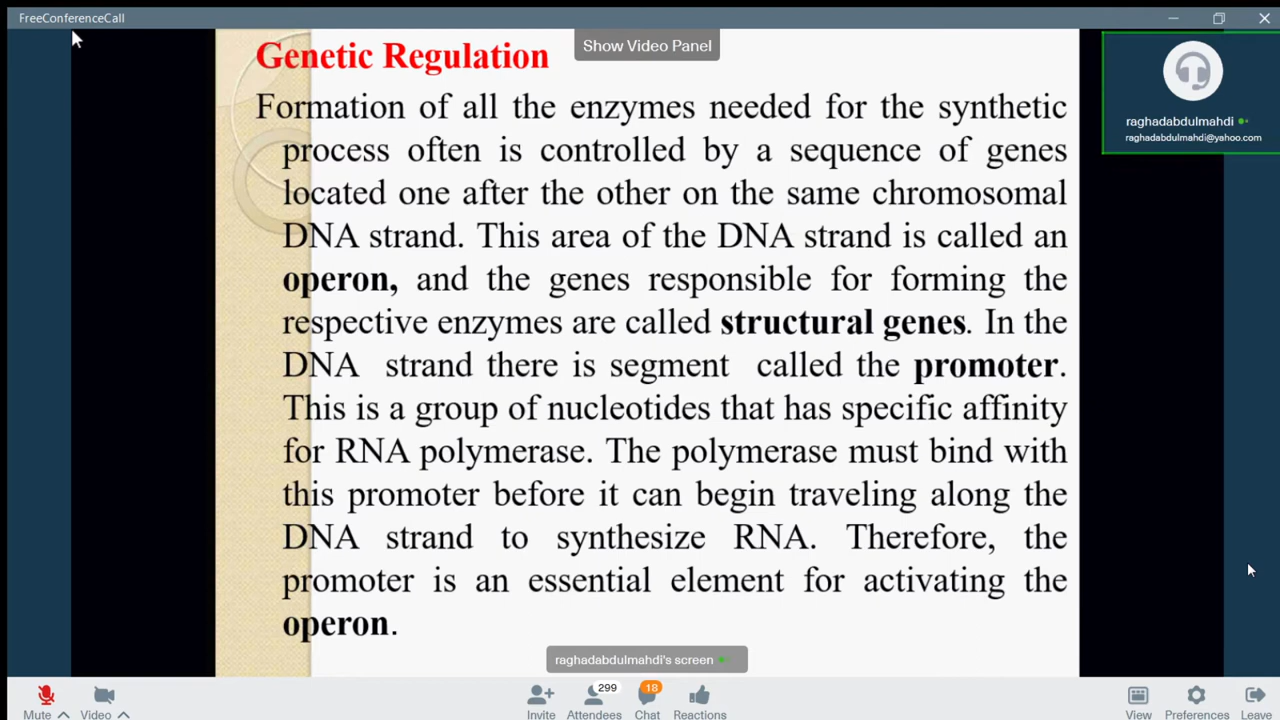 FreeConferenceCall
Show Video Panel
Genetic Regulation
Formation of all the enzymes needed for the synthetic
process often is controlled by a sequence of genes
located one after the other on the same chromosomal
DNA strand. This area of the DNA strand is called an
operon, and the genes responsible for forming the
respective enzymes are called structural genes. In the
DNA strand there is segment called the promoter.
This is a group of nucleotides that has specific affinity
for RNA polymerase. The polymerase must bind with
this promoter before it can begin traveling along the
DNA strand to synthesize RNA. Therefore, the
promoter is an essential element for activating the
operon.
raghadabdulmahdi
raghadabdulmahdi@yahoo.com
raghadabdulmahdi's screen
299
18
Mute
Video
Invite
Attendees
Chat
Reactions
View
Preferences
Leave